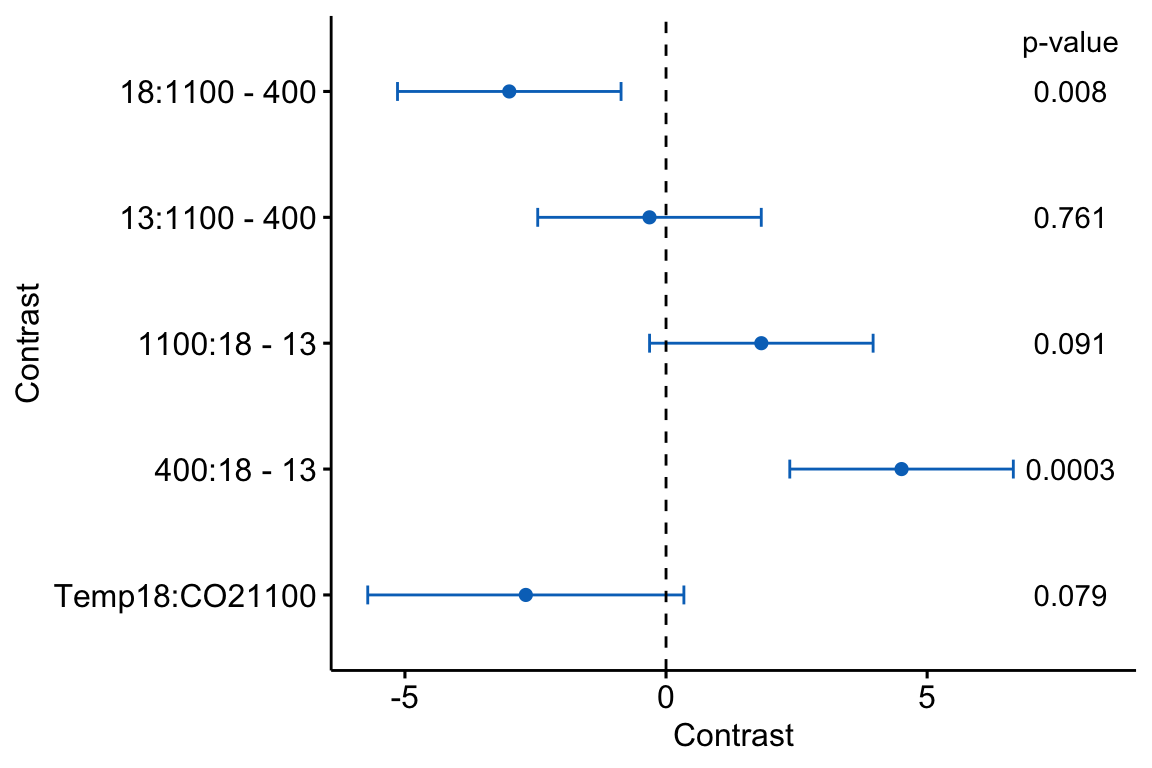 p-value
18:1100 - 400 0.008
13:1100 - 400 0.761
1100:18 - 13 0.091
400:18 - 13 0.0003
Temp18:CO21100 0.079
Contrast
-5 0 5
Contrast